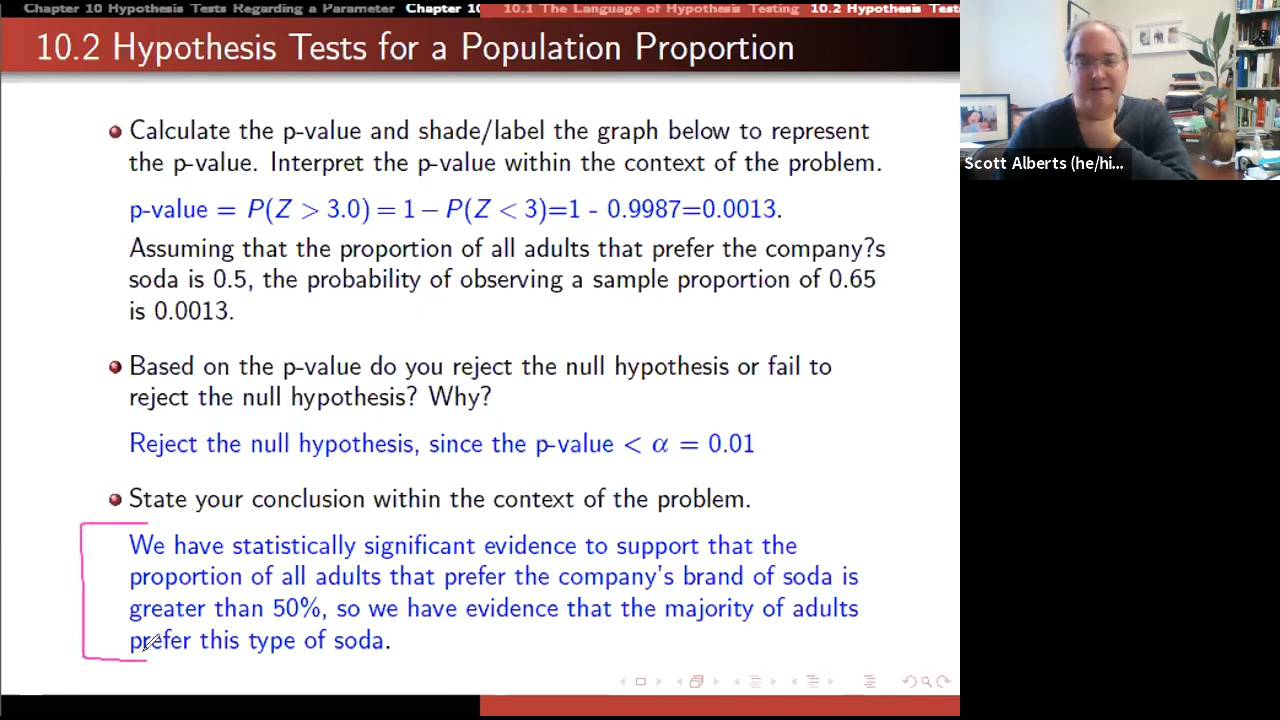 Chapter 10 Hypothesis Tests Regarding a Parameter Chapter 10 10.1 The Language of Hypothesis Testing 10.2 Hypothesis Test
10.2 Hypothesis Tests for a Population Proportion
Calculate the p-value and shade/label the graph below to represent
the p-value. Interpret the p-value within the context of the problem.
p-value = P(Z > 3.0) = 1 − P(Z < 3)=1 - 0.9987=0.0013.
Assuming that the proportion of all adults that prefer the company?s
soda is 0.5, the probability of observing a sample proportion of 0.65
is 0.0013.
Based on the p-value do you reject the null hypothesis or fail to
reject the null hypothesis? Why?
Reject the null hypothesis, since the p-value < α = 0.01
State your conclusion within the context of the problem.
We have statistically significant evidence to support that the
proportion of all adults that prefer the company's brand of soda is
greater than 50%, so we have evidence that the majority of adults
prefer this type of soda.
Scott Alberts (he/hi...